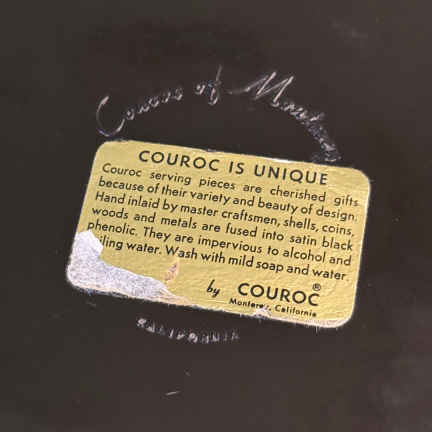 Couroc of Monterey
COUROC IS UNIQUE
Couroc serving pieces are cherished gifts
because of their variety and beauty of design.
Hand inlaid by master craftsmen, shells, coins,
woods and metals are fused into satin black
phenolic. They are impervious to alcohol and
iling water. Wash with mild soap and water.
by COUROC®
Monterey, California
CALIFORNIA